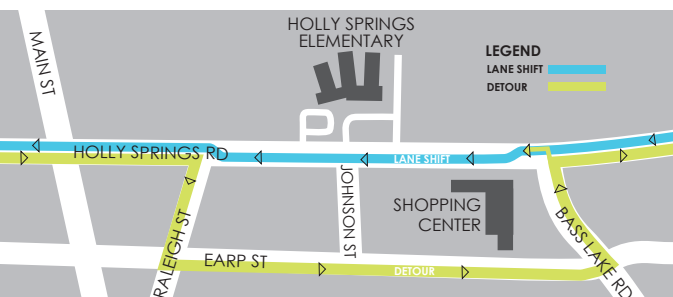 HOLLY SPRINGS
ELEMENTARY
MAIN ST
LEGEND
LANE SHIFT
DETOUR
HOLLY SPRINGS RD
LANE SHIFT
JOHNSON ST
SHOPPING
CENTER
RALEIGH ST
BASS LAKE RD
EARP ST
DETOUR